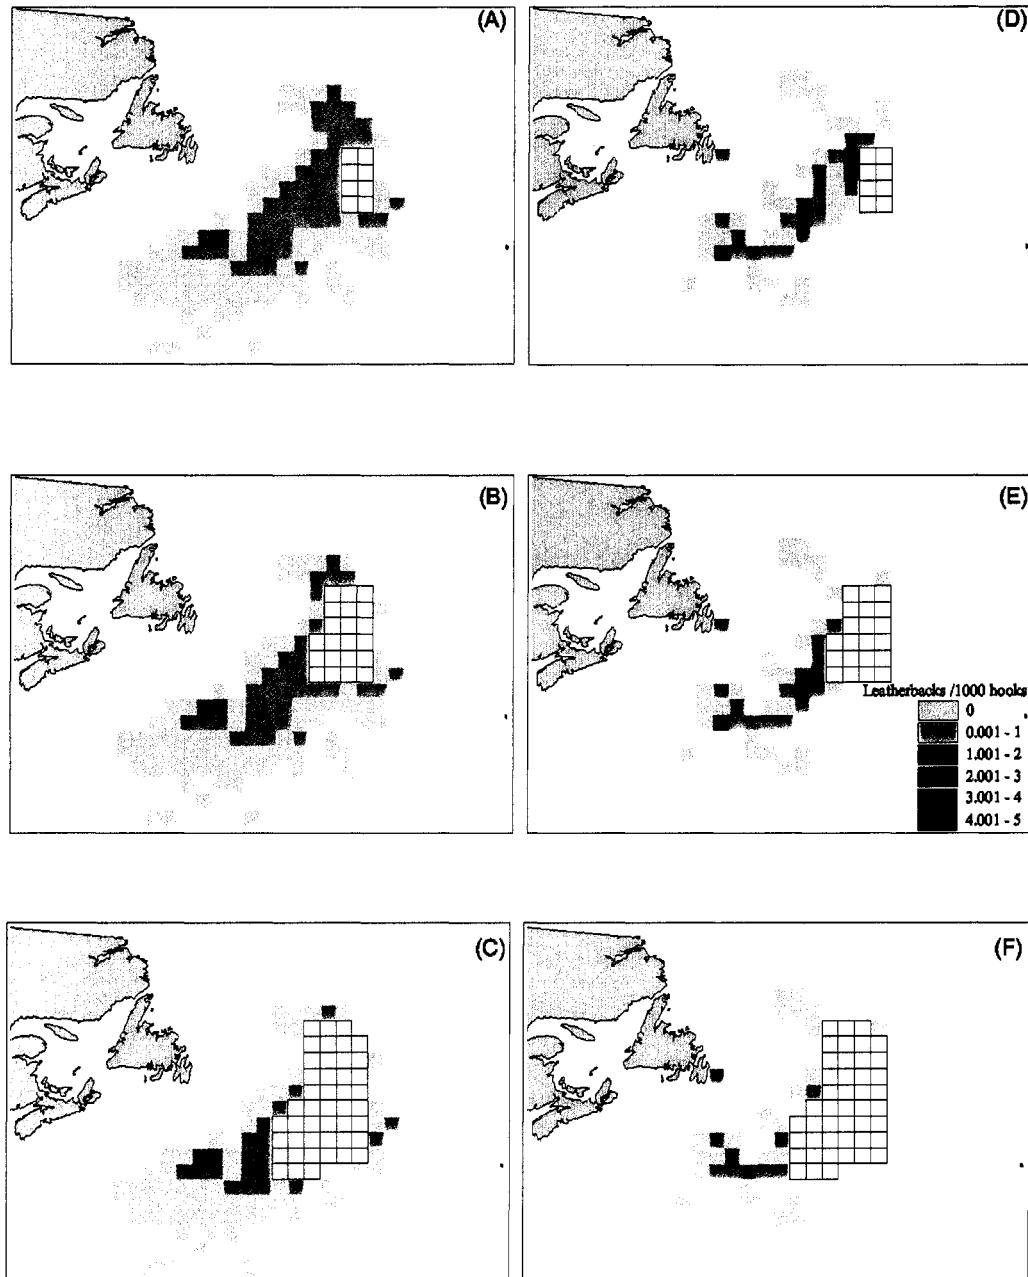 (A)
(D)
(B)
(E)
Leatherbacks /1000 hooks
0
0.001 - 1
1.001 - 2
2.001 - 3
3.001 - 4
4.001 - 5
(C)
(F)